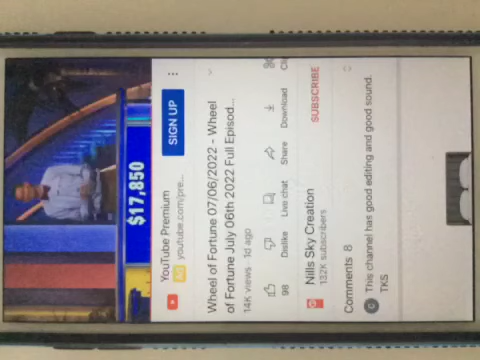 $17,850
YouTube Premium
Ad youtube.com/pre...
SIGN UP
Wheel of Fortune 07/06/2022 - Wheel
of Fortune July 06th 2022 Full Episod...
14K views · 1d ago
98
Dislike
Live chat
Share
Download
Cli
Nills Sky Creation
132K subscribers
SUBSCRIBE
Comments 8
C
This channel has good editing and good sound.
TKS